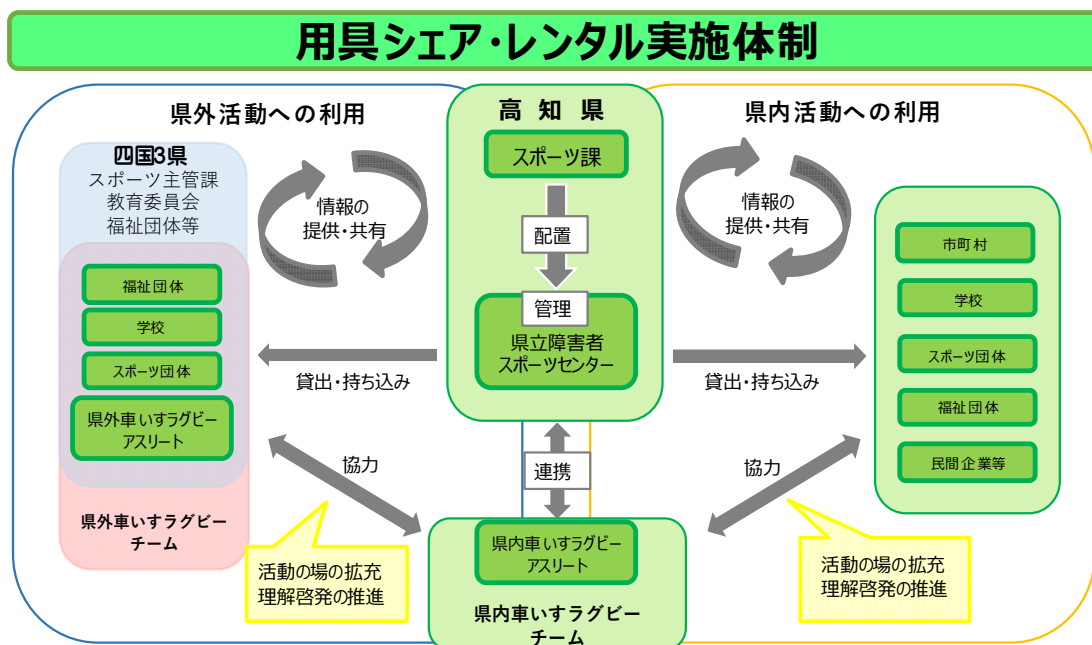 用具シェア・レンタル実施体制
県外活動への利用
四国3県
スポーツ主管課
教育委員会
福祉団体等
福祉団体
学校
スポーツ団体
県外車いすラグビー
アスリート
県外車いすラグビー
チーム
情報の
提供・共有
貸出・持ち込み
協力
活動の場の拡充
理解啓発の推進
高知県
スポーツ課
配置
管理
県立障害者
スポーツセンター
連携
県内車いすラグビー
アスリート
県内車いすラグビー
チーム
県内活動への利用
情報の
提供・共有
貸出・持ち込み
協力
活動の場の拡充
理解啓発の推進
市町村
学校
スポーツ団体
福祉団体
民間企業等